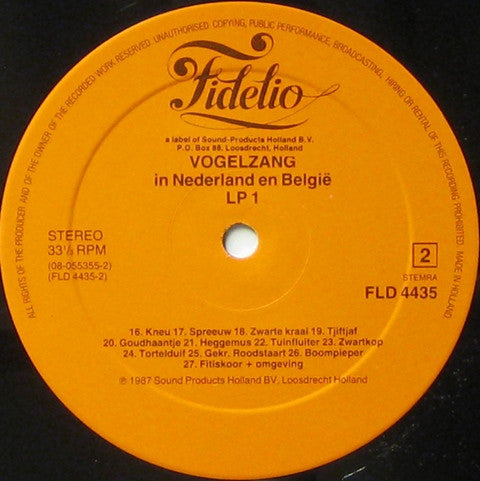 ALL RIGHTS OF THE PRODUCER AND OF THE OWNER OF THE RECORDED WORK RESERVED. UNAUTHORISED COPYING, PUBLIC PERFORMANCE, BROADCASTING, HIRING OR RENTAL OF THIS RECORDING PROHIBITED. MADE IN HOLLAND
Fidelio
a label of Sound-Products Holland B.V.
P.O. Box 88. Loosdrecht, Holland
VOGELZANG
in Nederland en België
LP 1
STEREO
33⅓ RPM
(08-055355-2)
(FLD 4435-2)
2
STEMRA
FLD 4435
16. Kneu 17. Spreeuw 18. Zwarte kraai 19. Tjiftjaf
20. Goudhaantje 21. Heggemus 22. Tuinfluiter 23. Zwartkop
24. Tortelduif 25. Gekr. Roodstaart 26. Boompieper
27. Fitiskoor + omgeving
℗ 1987 Sound Products Holland BV, Loosdrecht Holland